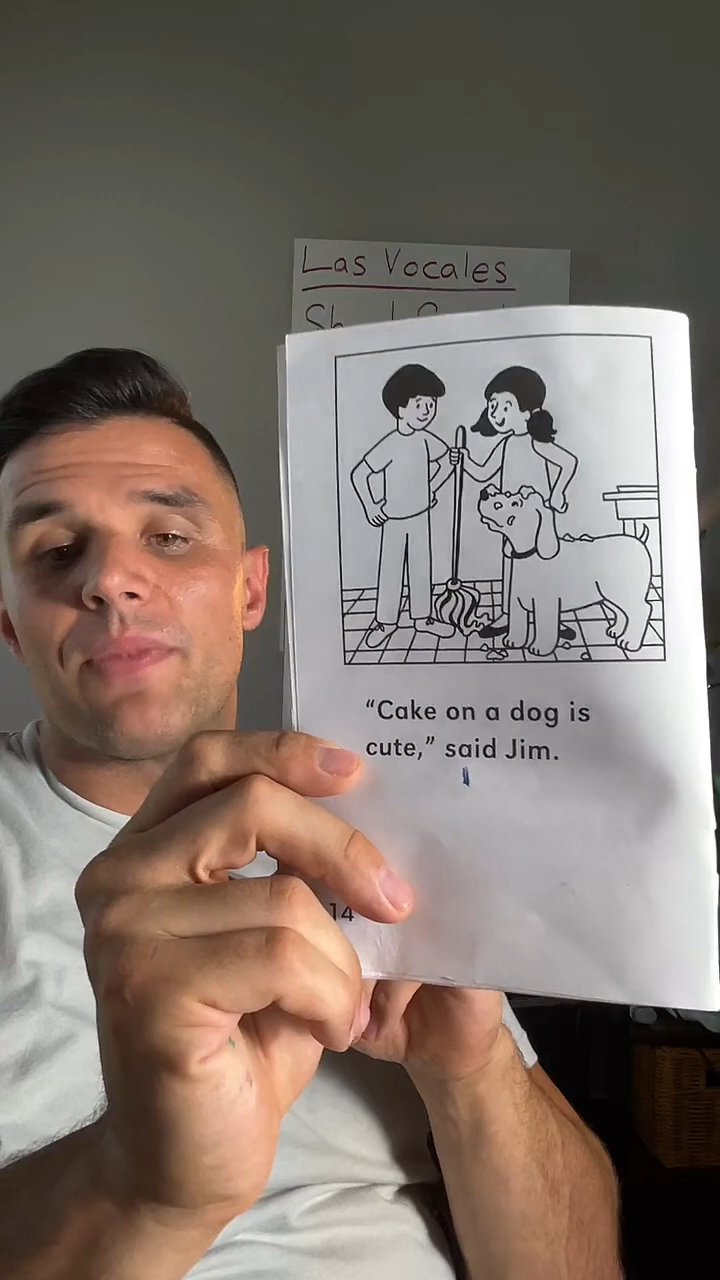 Las Vocales
"Cake on a dog is
cute," said Jim.
14